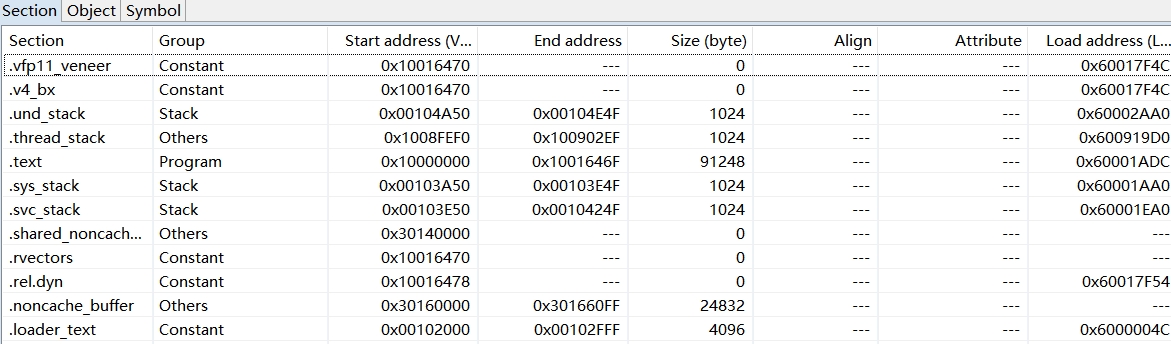 Section Object Symbol
Section Group Start address (V... End address Size (byte) Align Attribute Load address (L...
.vfp11_veneer Constant 0x10016470 --- 0 --- --- 0x60017F4C
.v4_bx Constant 0x10016470 --- 0 --- --- 0x60017F4C
.und_stack Stack 0x00104A50 0x00104E4F 1024 --- --- 0x60002AA0
.thread_stack Others 0x1008FEF0 0x100902EF 1024 --- --- 0x600919D0
.text Program 0x10000000 0x1001646F 91248 --- --- 0x60001ADC
.sys_stack Stack 0x00103A50 0x00103E4F 1024 --- --- 0x60001AA0
.svc_stack Stack 0x00103E50 0x0010424F 1024 --- --- 0x60001EA0
.shared_noncach... Others 0x30140000 --- 0 --- --- ---
.rvectors Constant 0x10016470 --- 0 --- --- ---
.rel.dyn Constant 0x10016478 --- 0 --- --- 0x60017F54
.noncache_buffer Others 0x30160000 0x301660FF 24832 --- --- ---
.loader_text Constant 0x00102000 0x00102FFF 4096 --- --- 0x6000004C